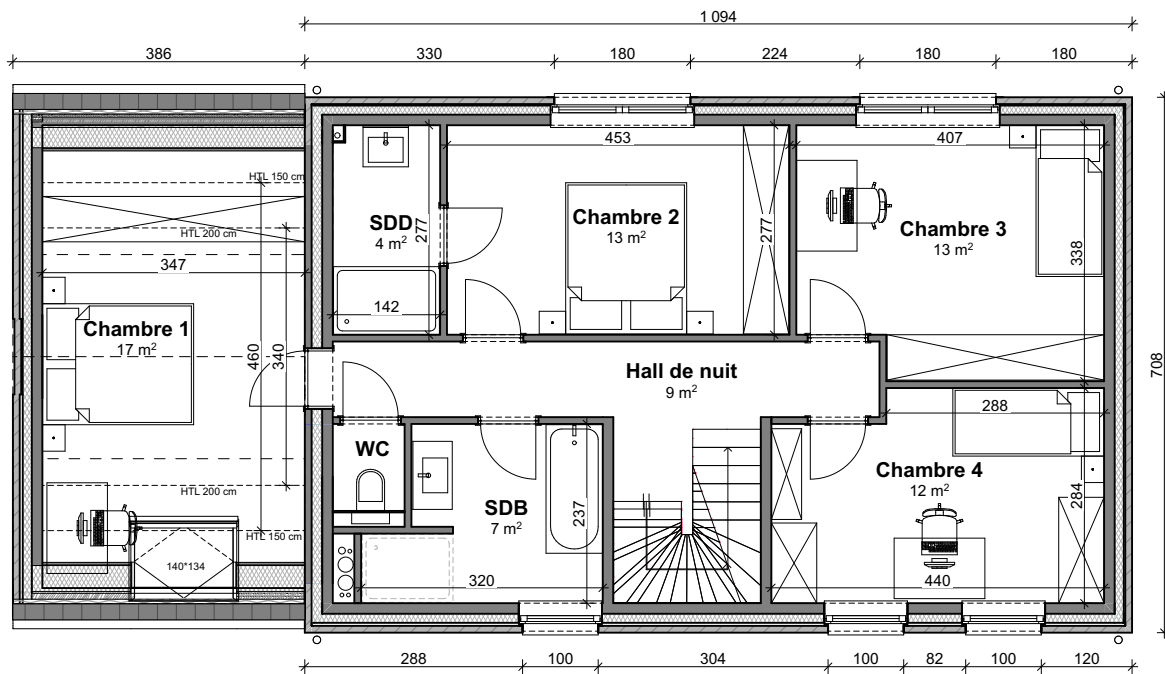 1 094
386
330
180
224
180
180
453
407
HTL 150 cm
SDD
4 m²
277
Chambre 2
13 m²
277
Chambre 3
13 m²
338
HTL 200 cm
347
142
Chambre 1
17 m²
460
340
Hall de nuit
9 m²
708
288
WC
Chambre 4
12 m²
284
HTL 200 cm
SDB
7 m²
237
HTL 150 cm
140*134
320
440
288
100
304
100
82
100
120